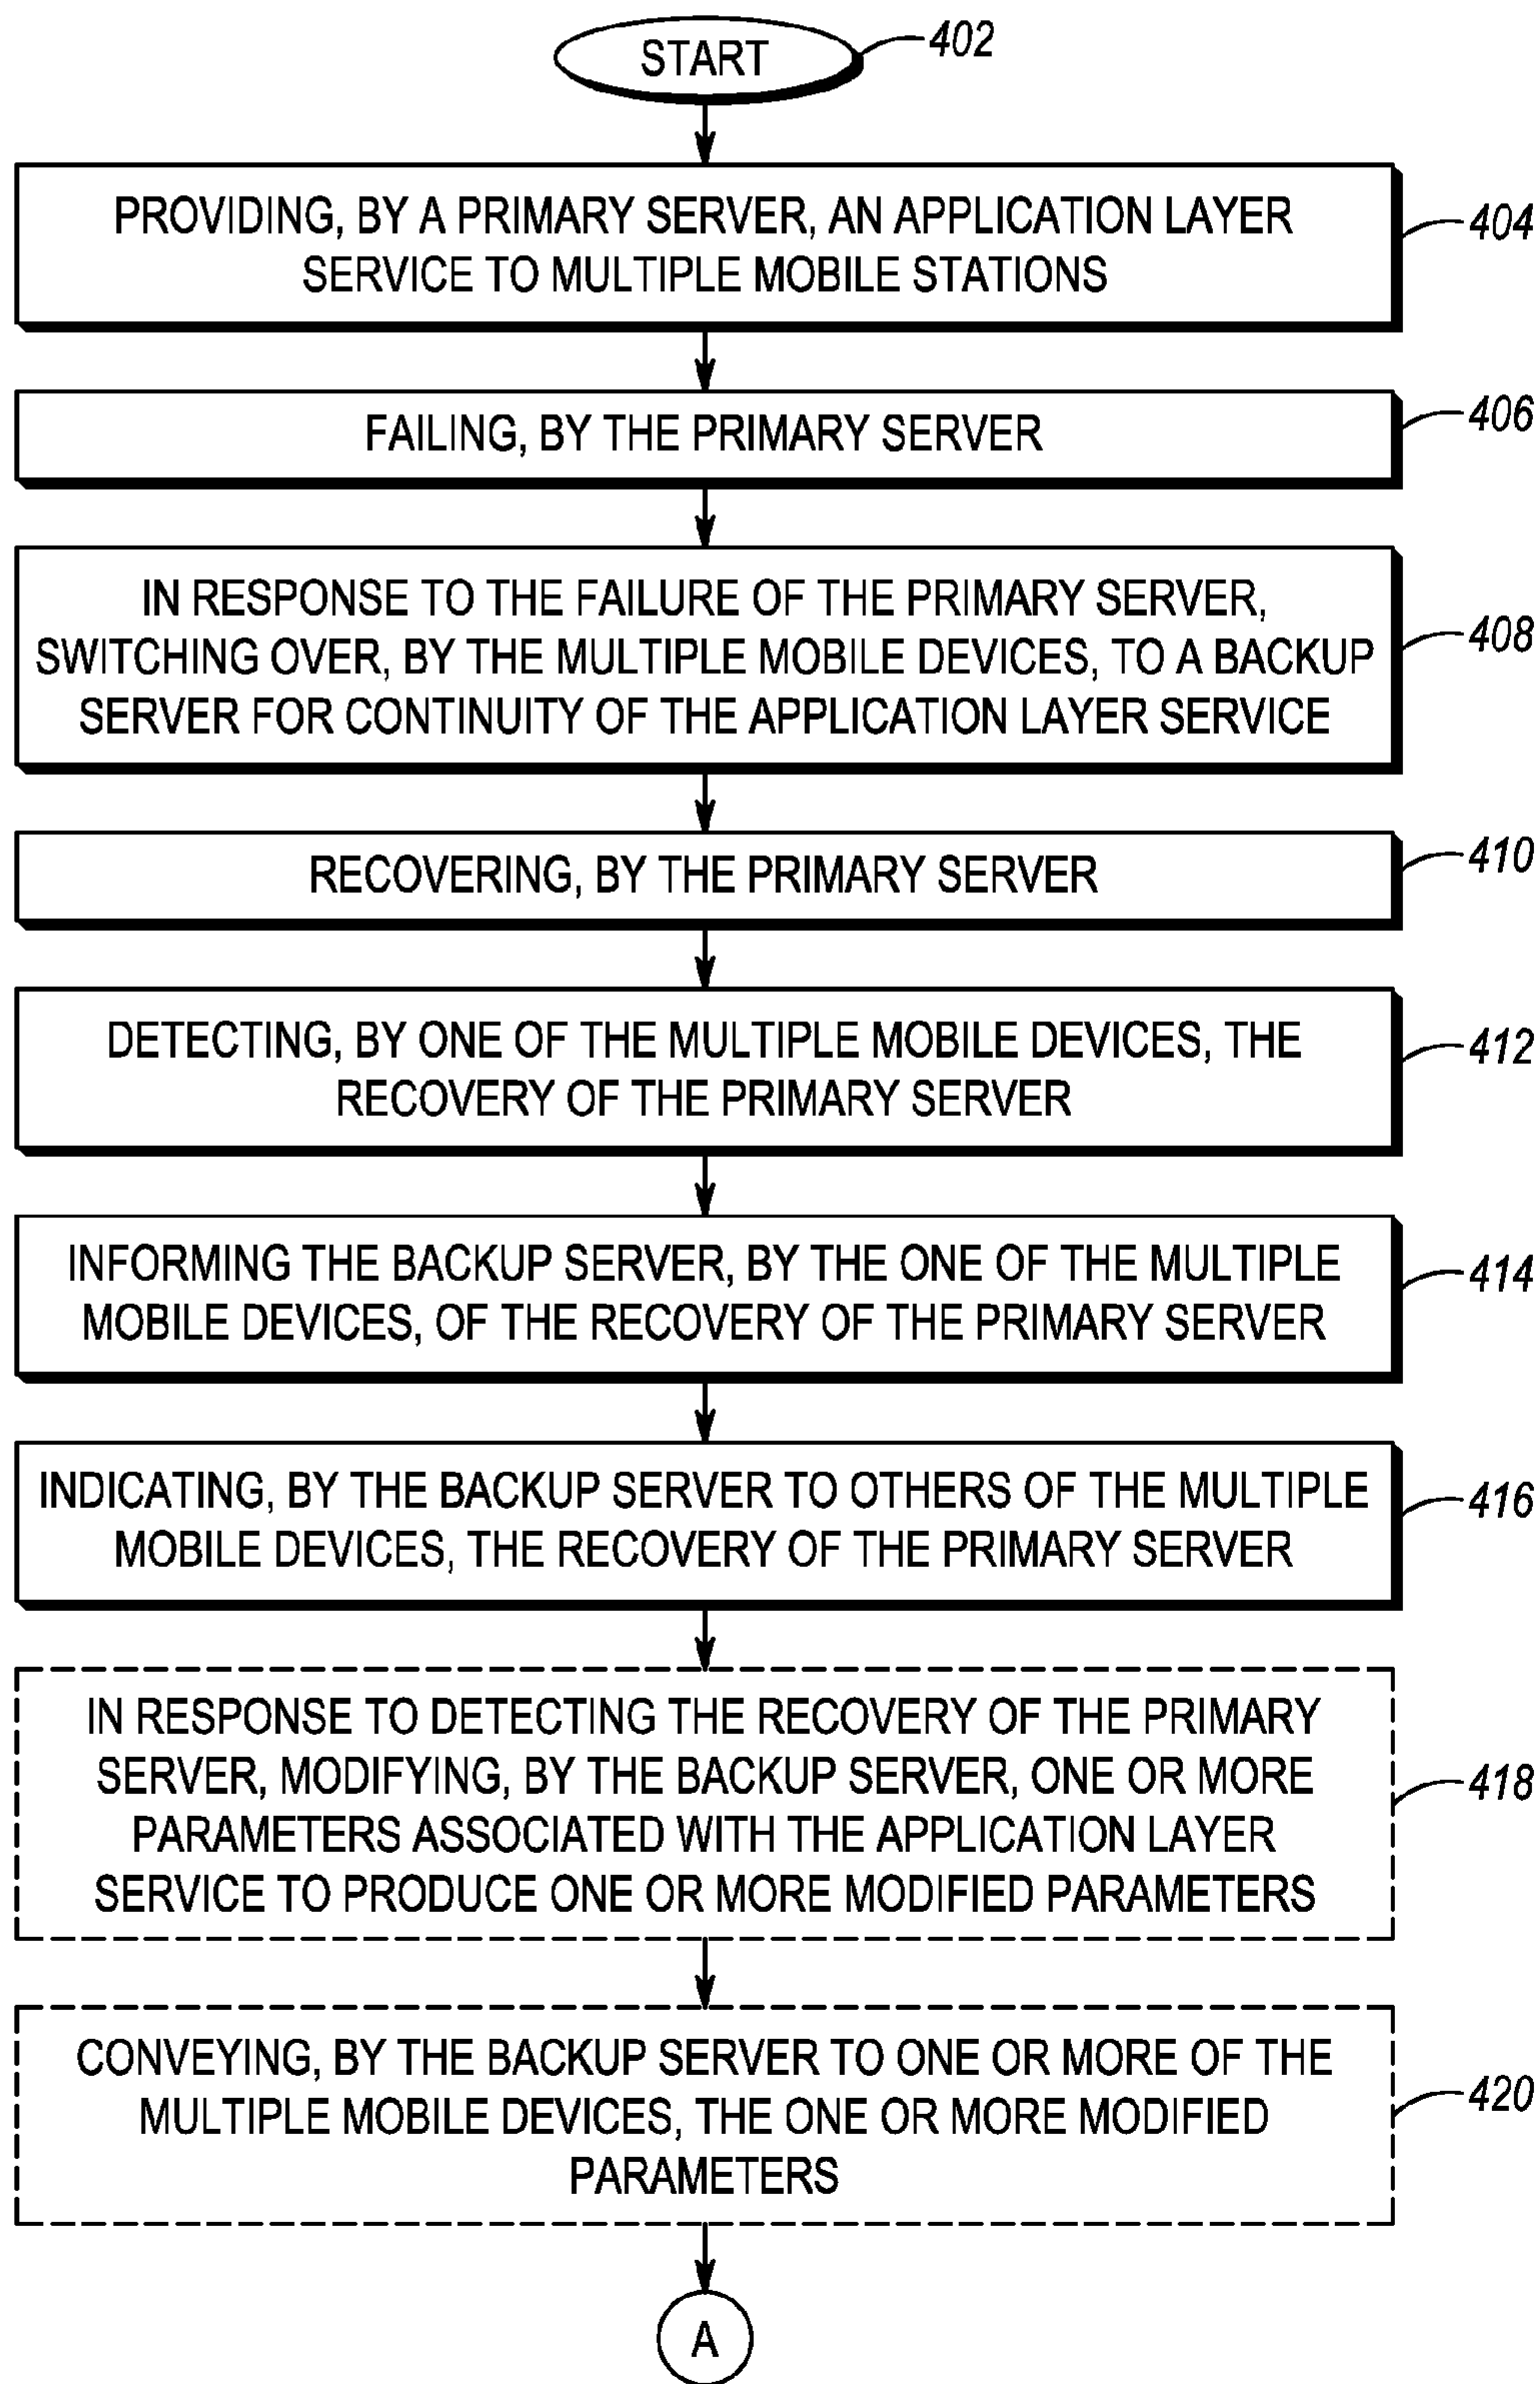 START
402
PROVIDING, BY A PRIMARY SERVER, AN APPLICATION LAYER
SERVICE TO MULTIPLE MOBILE STATIONS
404
FAILING, BY THE PRIMARY SERVER
406
IN RESPONSE TO THE FAILURE OF THE PRIMARY SERVER,
SWITCHING OVER, BY THE MULTIPLE MOBILE DEVICES, TO A BACKUP
SERVER FOR CONTINUITY OF THE APPLICATION LAYER SERVICE
408
RECOVERING, BY THE PRIMARY SERVER
410
DETECTING, BY ONE OF THE MULTIPLE MOBILE DEVICES, THE
RECOVERY OF THE PRIMARY SERVER
412
INFORMING THE BACKUP SERVER, BY THE ONE OF THE MULTIPLE
MOBILE DEVICES, OF THE RECOVERY OF THE PRIMARY SERVER
414
INDICATING, BY THE BACKUP SERVER TO OTHERS OF THE MULTIPLE
MOBILE DEVICES, THE RECOVERY OF THE PRIMARY SERVER
416
IN RESPONSE TO DETECTING THE RECOVERY OF THE PRIMARY
SERVER, MODIFYING, BY THE BACKUP SERVER, ONE OR MORE
PARAMETERS ASSOCIATED WITH THE APPLICATION LAYER
SERVICE TO PRODUCE ONE OR MORE MODIFIED PARAMETERS
418
CONVEYING, BY THE BACKUP SERVER TO ONE OR MORE OF THE
MULTIPLE MOBILE DEVICES, THE ONE OR MORE MODIFIED
PARAMETERS
420
A